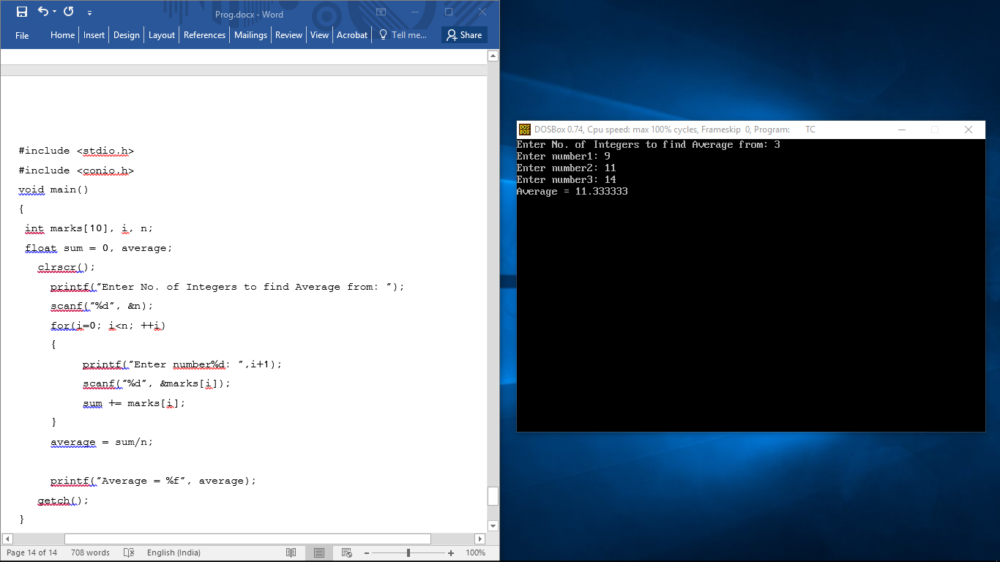 Prog.docx - Word
File Home Insert Design Layout References Mailings Review View Acrobat Tell me... Share
#include <stdio.h>
#include <conio.h>
void main()
{
int marks[10], i, n;
float sum = 0, average;
clrscr();
printf("Enter No. of Integers to find Average from: ");
scanf("%d", &n);
for(i=0; i<n; ++i)
{
printf("Enter number%d: ",i+1);
scanf("%d", &marks[i]);
sum += marks[i];
}
average = sum/n;
printf("Average = %f", average);
getch();
}
Page 14 of 14 708 words English (India) 100%
DOS BOX
DOSBox 0.74, Cpu speed: max 100% cycles, Frameskip 0, Program: TC
Enter No. of Integers to find Average from: 3
Enter number1: 9
Enter number2: 11
Enter number3: 14
Average = 11.333333